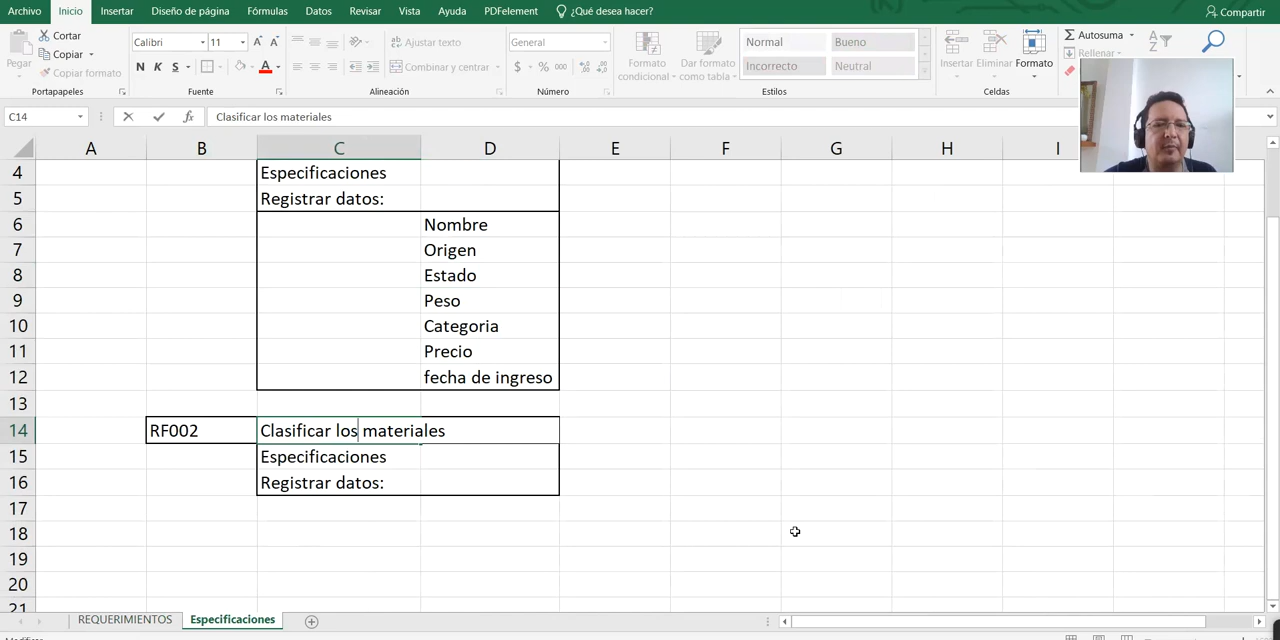 Archivo Inicio Insertar Diseño de página Fórmulas Datos Revisar Vista Ayuda PDFelement ¿Qué desea hacer? Compartir
Pegar
Cortar
Copiar
Copiar formato
Portapapeles
Calibri 11 A A
N K S A
Fuente
Ajustar texto
Combinar y centrar
Alineación
General
$ % 000
Número
Formato condicional
Dar formato como tabla
Normal Bueno
Incorrecto Neutral
Estilos
Insertar Eliminar Formato
Celdas
Autosuma
Rellenar
C14 fx Clasificar los materiales
A B C D E F G H I
4 Especificaciones
5 Registrar datos:
6 Nombre
7 Origen
8 Estado
9 Peso
10 Categoria
11 Precio
12 fecha de ingreso
13
14 RF002 Clasificar los materiales
15 Especificaciones
16 Registrar datos:
17
18
19
20
21
REQUERIMIENTOS Especificaciones